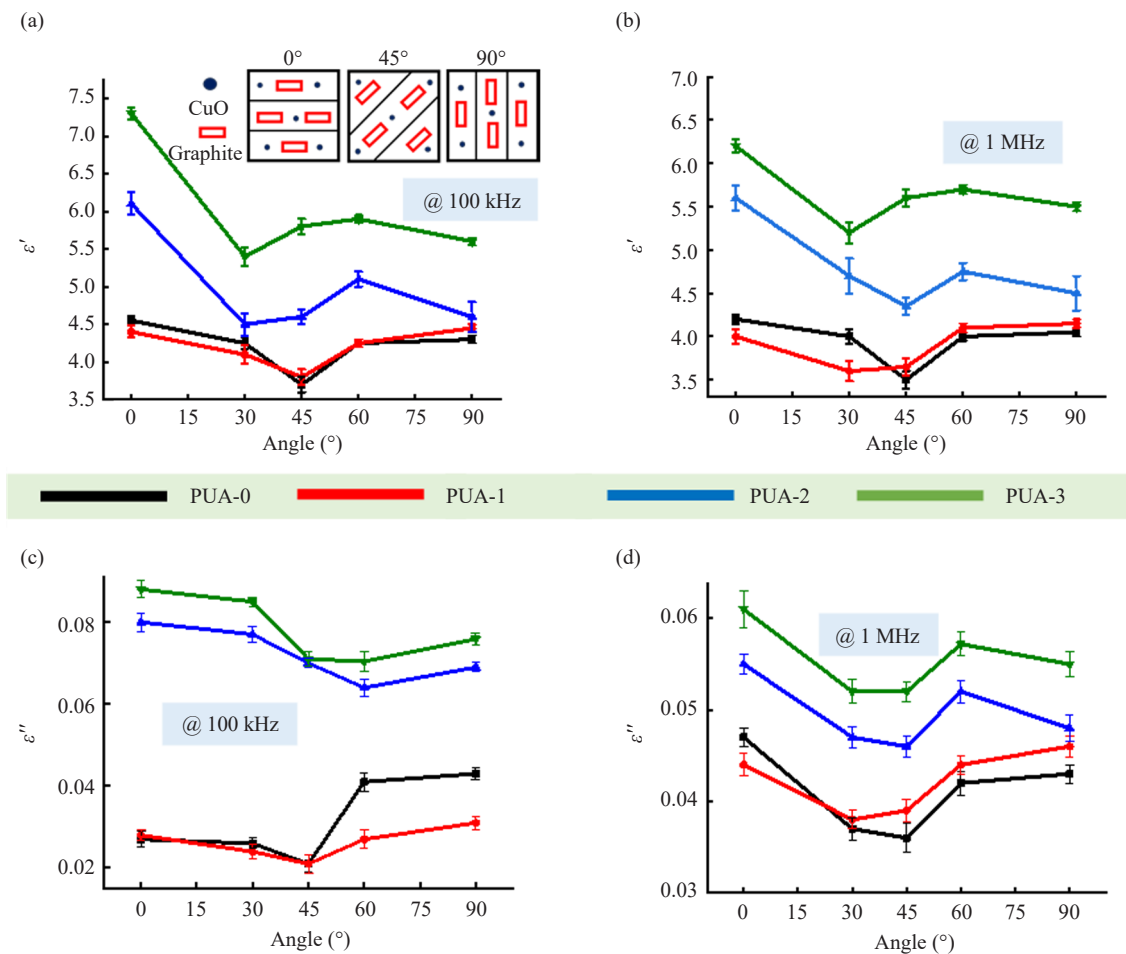 (a)
0°
45°
90°
CuO
Graphite
7.5
7.0
6.5
6.0
5.5
5.0
4.5
4.0
3.5
ε′
@ 100 kHz
0
15
30
45
60
75
90
Angle (°)
(b)
7.0
6.5
6.0
5.5
5.0
4.5
4.0
3.5
ε′
@ 1 MHz
0
15
30
45
60
75
90
Angle (°)
PUA-0
PUA-1
PUA-2
PUA-3
(c)
0.08
0.06
0.04
0.02
ε″
@ 100 kHz
0
15
30
45
60
75
90
Angle (°)
(d)
0.06
0.05
0.04
0.03
ε″
@ 1 MHz
0
15
30
45
60
75
90
Angle (°)